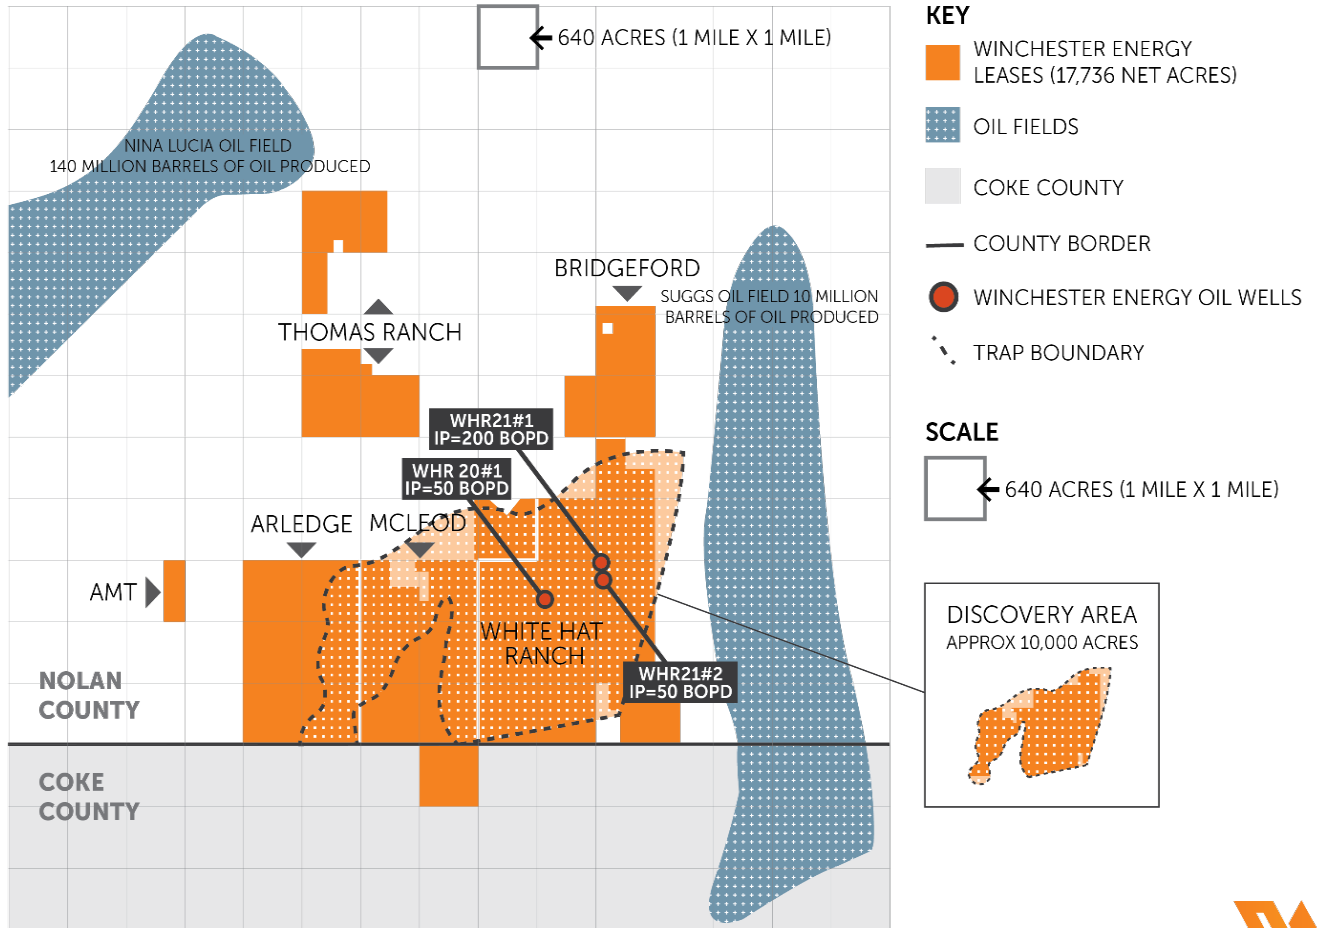 640 ACRES (1 MILE X 1 MILE)
NINA LUCIA OIL FIELD
140 MILLION BARRELS OF OIL PRODUCED
BRIDGEFORD
SUGGS OIL FIELD 10 MILLION
BARRELS OF OIL PRODUCED
THOMAS RANCH
WHR21#1
IP=200 BOPD
WHR 20#1
IP=50 BOPD
ARLEDGE
MCLEOD
AMT
WHITE HAT
RANCH
WHR21#2
IP=50 BOPD
NOLAN
COUNTY
COKE
COUNTY
KEY
WINCHESTER ENERGY
LEASES (17,736 NET ACRES)
OIL FIELDS
COKE COUNTY
COUNTY BORDER
WINCHESTER ENERGY OIL WELLS
TRAP BOUNDARY
SCALE
640 ACRES (1 MILE X 1 MILE)
DISCOVERY AREA
APPROX 10,000 ACRES